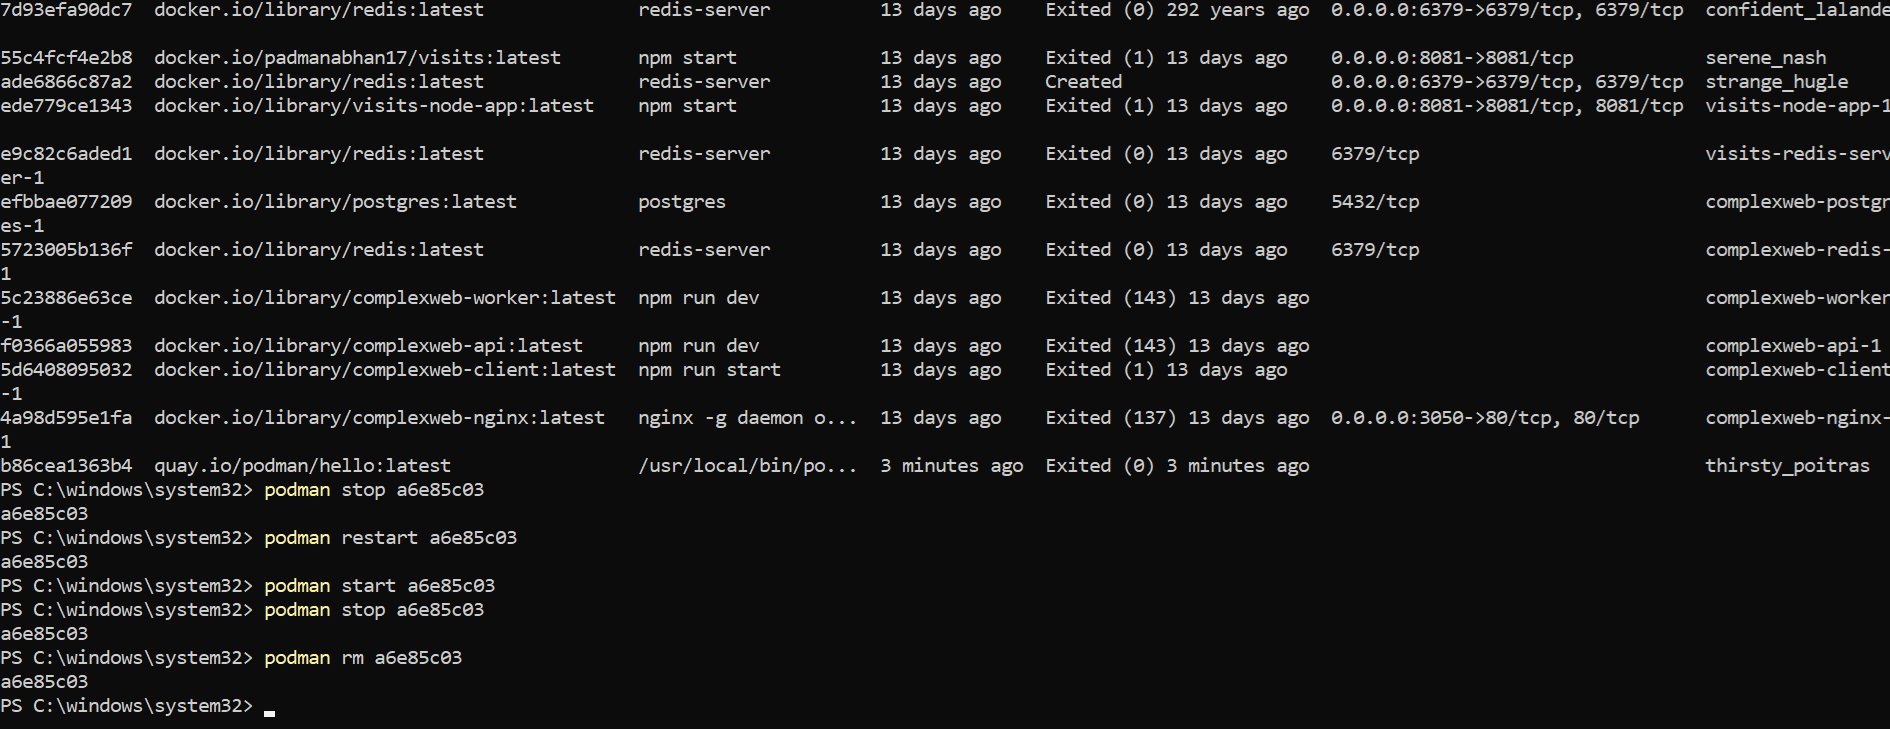 7d93efa90dc7  docker.io/library/redis:latest              redis-server          13 days ago    Exited (0) 292 years ago  0.0.0.0:6379->6379/tcp, 6379/tcp  confident_lalande
55c4fcf4e2b8  docker.io/padmanabhan17/visits:latest       npm start             13 days ago    Exited (1) 13 days ago    0.0.0.0:8081->8081/tcp            serene_nash
ade6866c87a2  docker.io/library/redis:latest              redis-server          13 days ago    Created                   0.0.0.0:6379->6379/tcp, 6379/tcp  strange_hugle
ede779ce1343  docker.io/library/visits-node-app:latest    npm start             13 days ago    Exited (1) 13 days ago    0.0.0.0:8081->8081/tcp, 8081/tcp  visits-node-app-1
e9c82c6aded1  docker.io/library/redis:latest              redis-server          13 days ago    Exited (0) 13 days ago    6379/tcp                          visits-redis-serv
er-1
efbbae077209  docker.io/library/postgres:latest           postgres              13 days ago    Exited (0) 13 days ago    5432/tcp                          complexweb-postgr
es-1
5723005b136f  docker.io/library/redis:latest              redis-server          13 days ago    Exited (0) 13 days ago    6379/tcp                          complexweb-redis-
1
5c23886e63ce  docker.io/library/complexweb-worker:latest  npm run dev           13 days ago    Exited (143) 13 days ago                                    complexweb-worker
-1
f0366a055983  docker.io/library/complexweb-api:latest     npm run dev           13 days ago    Exited (143) 13 days ago                                    complexweb-api-1
5d6408095032  docker.io/library/complexweb-client:latest  npm run start         13 days ago    Exited (1) 13 days ago                                      complexweb-client
-1
4a98d595e1fa  docker.io/library/complexweb-nginx:latest   nginx -g daemon o...  13 days ago    Exited (137) 13 days ago  0.0.0.0:3050->80/tcp, 80/tcp      complexweb-nginx-
1
b86cea1363b4  quay.io/podman/hello:latest                 /usr/local/bin/po...  3 minutes ago  Exited (0) 3 minutes ago                                    thirsty_poitras
PS C:\windows\system32> podman stop a6e85c03
a6e85c03
PS C:\windows\system32> podman restart a6e85c03
a6e85c03
PS C:\windows\system32> podman start a6e85c03
PS C:\windows\system32> podman stop a6e85c03
a6e85c03
PS C:\windows\system32> podman rm a6e85c03
a6e85c03
PS C:\windows\system32>